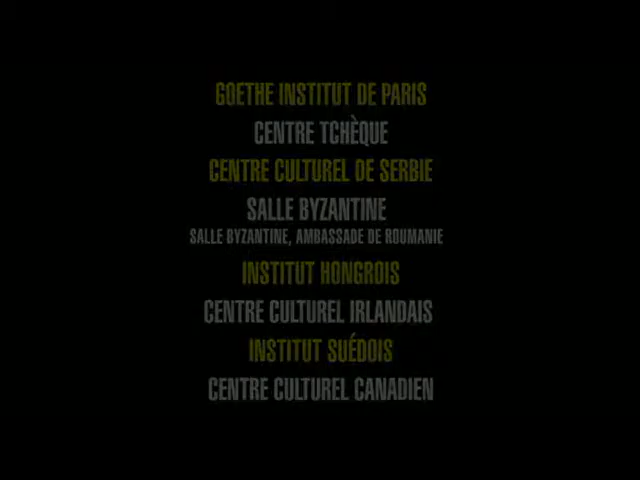 GOETHE INSTITUT DE PARIS
CENTRE TCHÈQUE
CENTRE CULTUREL DE SERBIE
SALLE BYZANTINE
SALLE BYZANTINE, AMBASSADE DE ROUMANIE
INSTITUT HONGROIS
CENTRE CULTUREL IRLANDAIS
INSTITUT SUÉDOIS
CENTRE CULTUREL CANADIEN